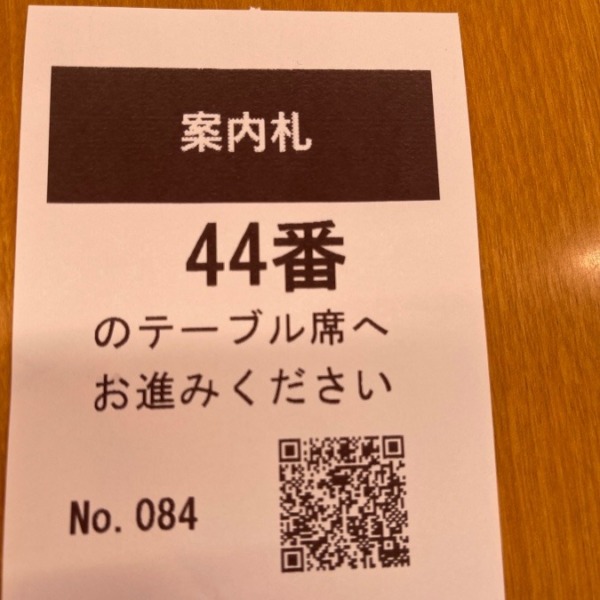 案内札
44番
のテーブル席へ
お進みください
No. 084